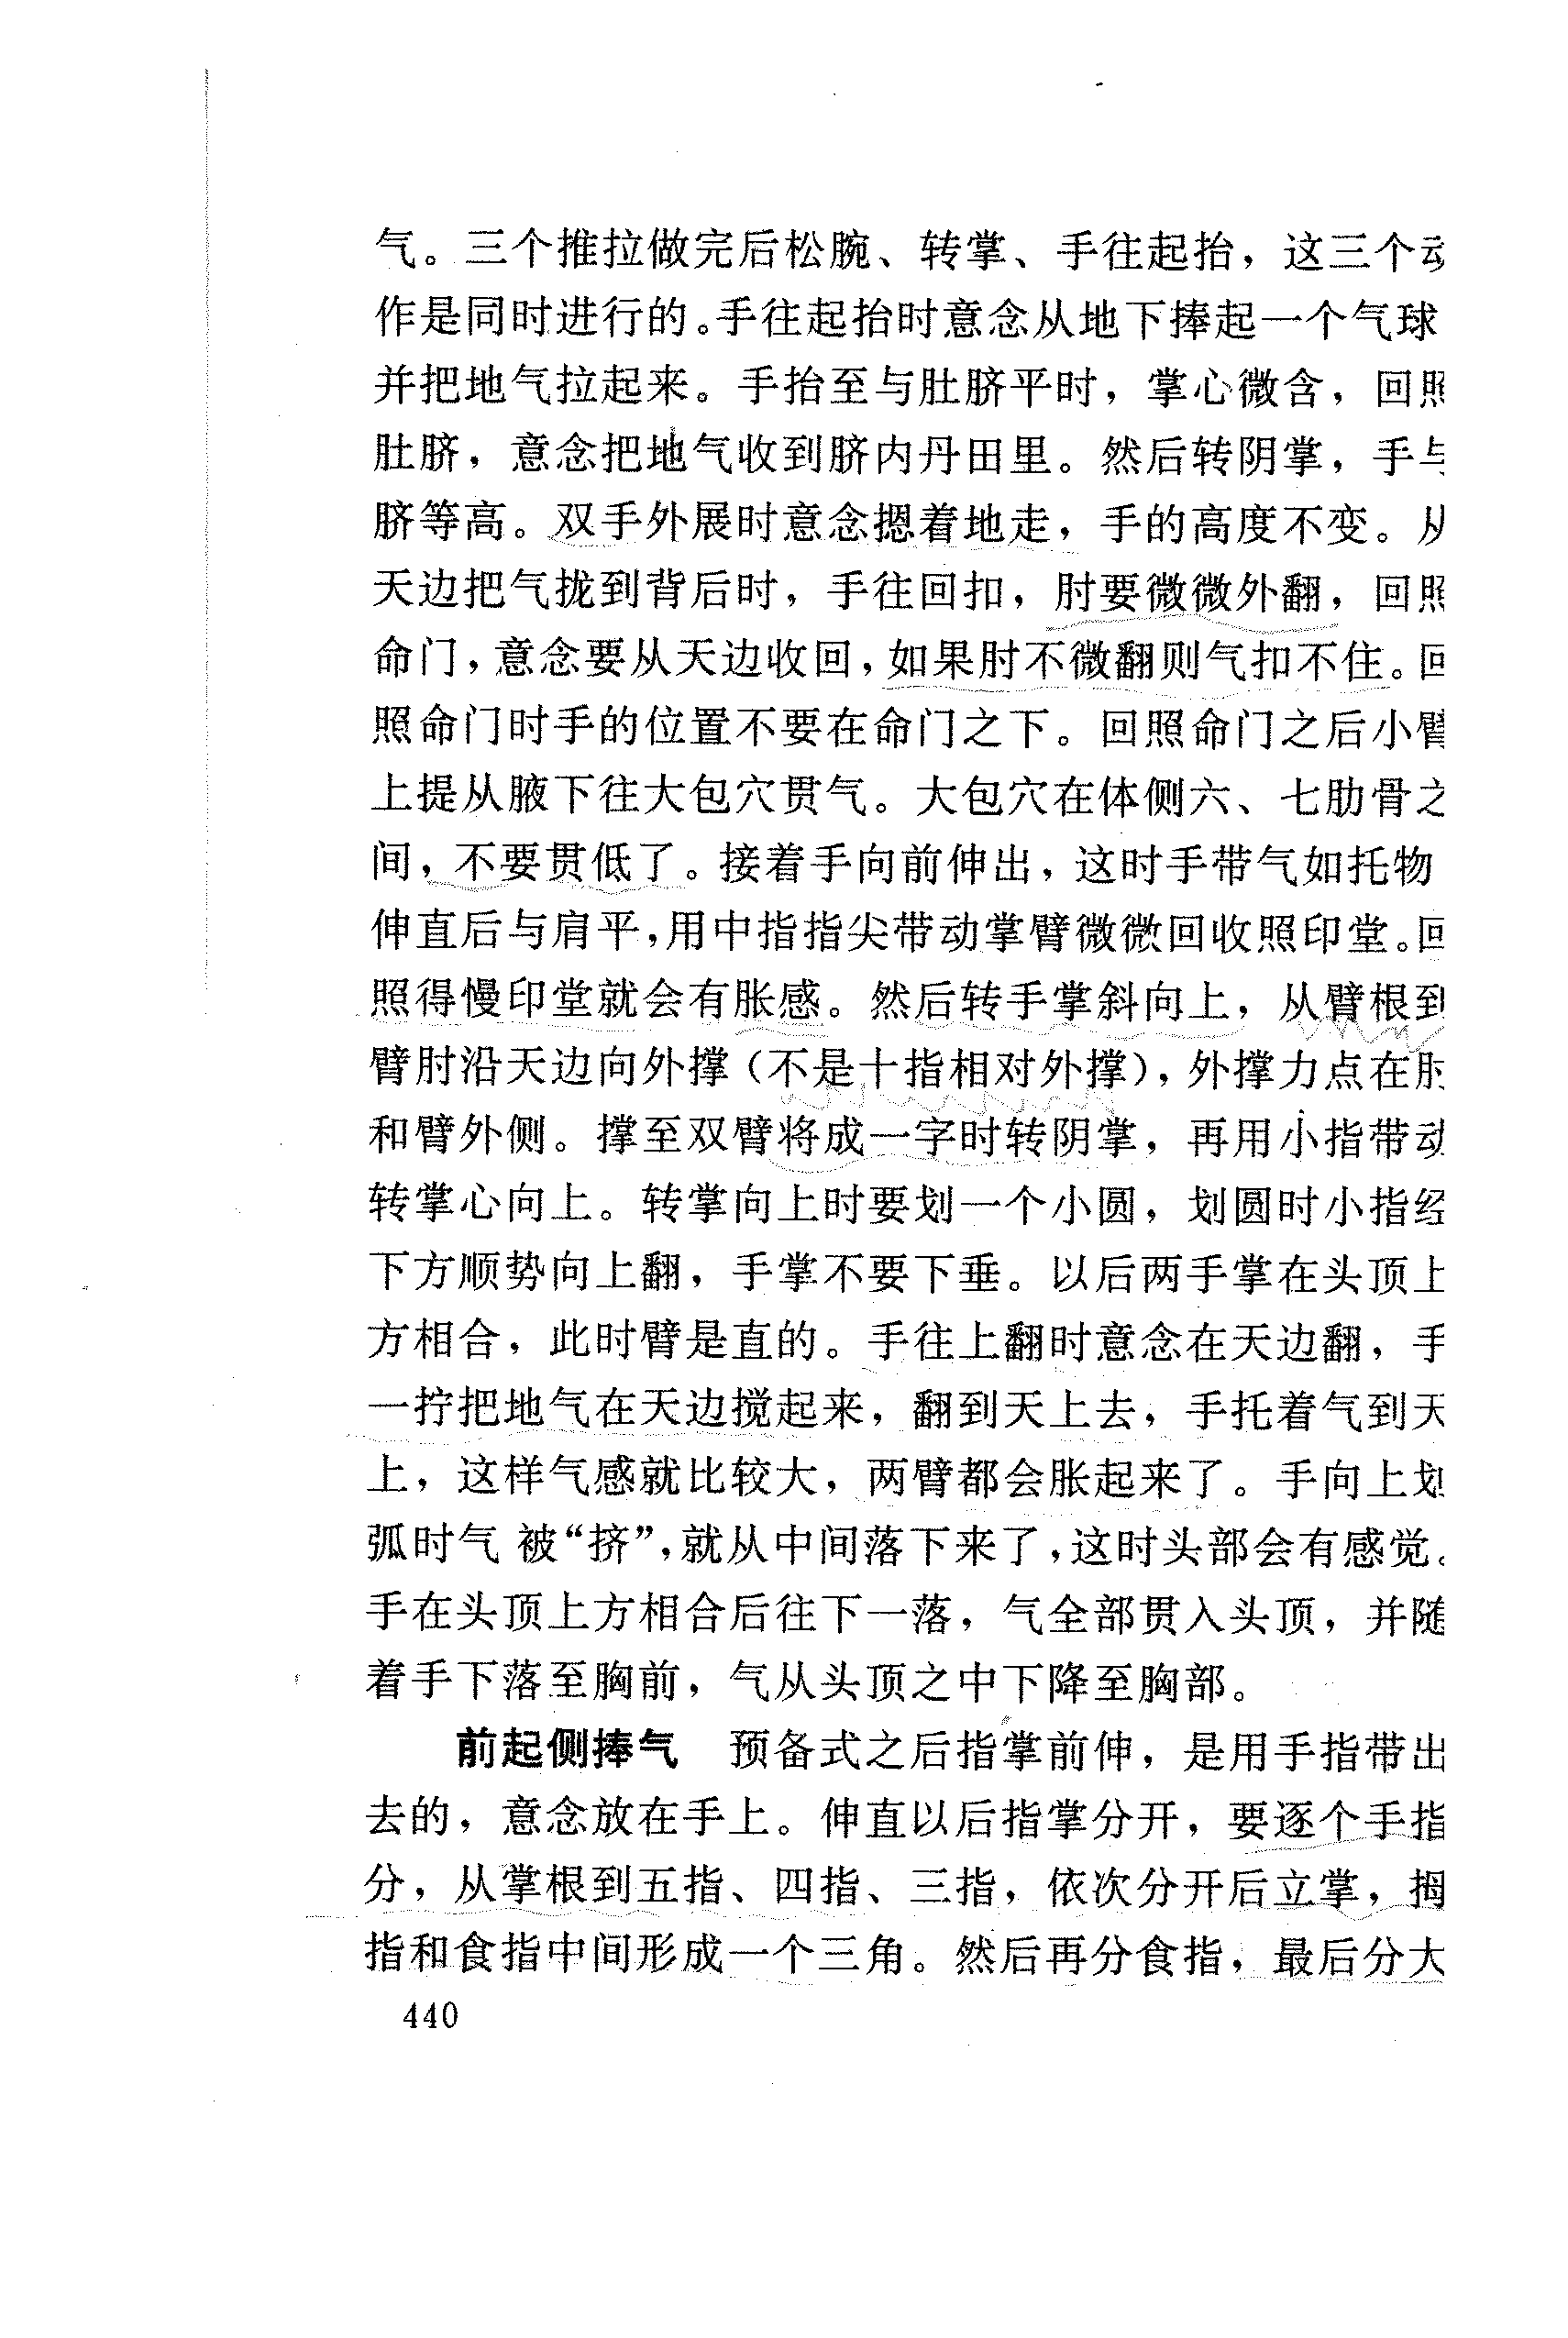 气。三个推拉做完后松腕、转掌、手往起抬，这三个动
作是同时进行的。手往起抬时意念从地下捧起一个气球
并把地气拉起来。手抬至与肚脐平时，掌心微含，回照
肚脐，意念把地气收到脐内丹田里。然后转阴掌，手与
脐等高。双手外展时意念摁着地走，手的高度不变。从
天边把气拢到背后时，手往回扣，肘要微微外翻，回照
命门，意念要从天边收回，如果肘不微翻则气扣不住。回
照命门时手的位置不要在命门之下。回照命门之后小臂
上提从腋下往大包穴贯气。大包穴在体侧六、七肋骨之
间，不要贯低了。接着手向前伸出，这时手带气如托物
伸直后与肩平，用中指指尖带动掌臂微微回收照印堂。回
照得慢印堂就会有胀感。然后转手掌斜向上，从臂根到
臂肘沿天边向外撑（不是十指相对外撑），外撑力点在肘
和臂外侧。撑至双臂将成一字时转阴掌，再用小指带动
转掌心向上。转掌向上时要划一个小圆，划圆时小指经
下方顺势向上翻，手掌不要下垂。以后两手掌在头顶上
方相合，此时臂是直的。手往上翻时意念在天边翻，手
一拧把地气在天边搅起来，翻到天上去，手托着气到天
上，这样气感就比较大，两臂都会胀起来了。手向上划
弧时气 被“挤”，就从中间落下来了，这时头部会有感觉。
手在头顶上方相合后往下一落，气全部贯入头顶，并随
着手下落至胸前，气从头顶之中下降至胸部。
前起侧捧气　预备式之后指掌前伸，是用手指带出
去的，意念放在手上。伸直以后指掌分开，要逐个手指
分，从掌根到五指、四指、三指，依次分开后立掌，拇
指和食指中间形成一个三角。然后再分食指，最后分大
440